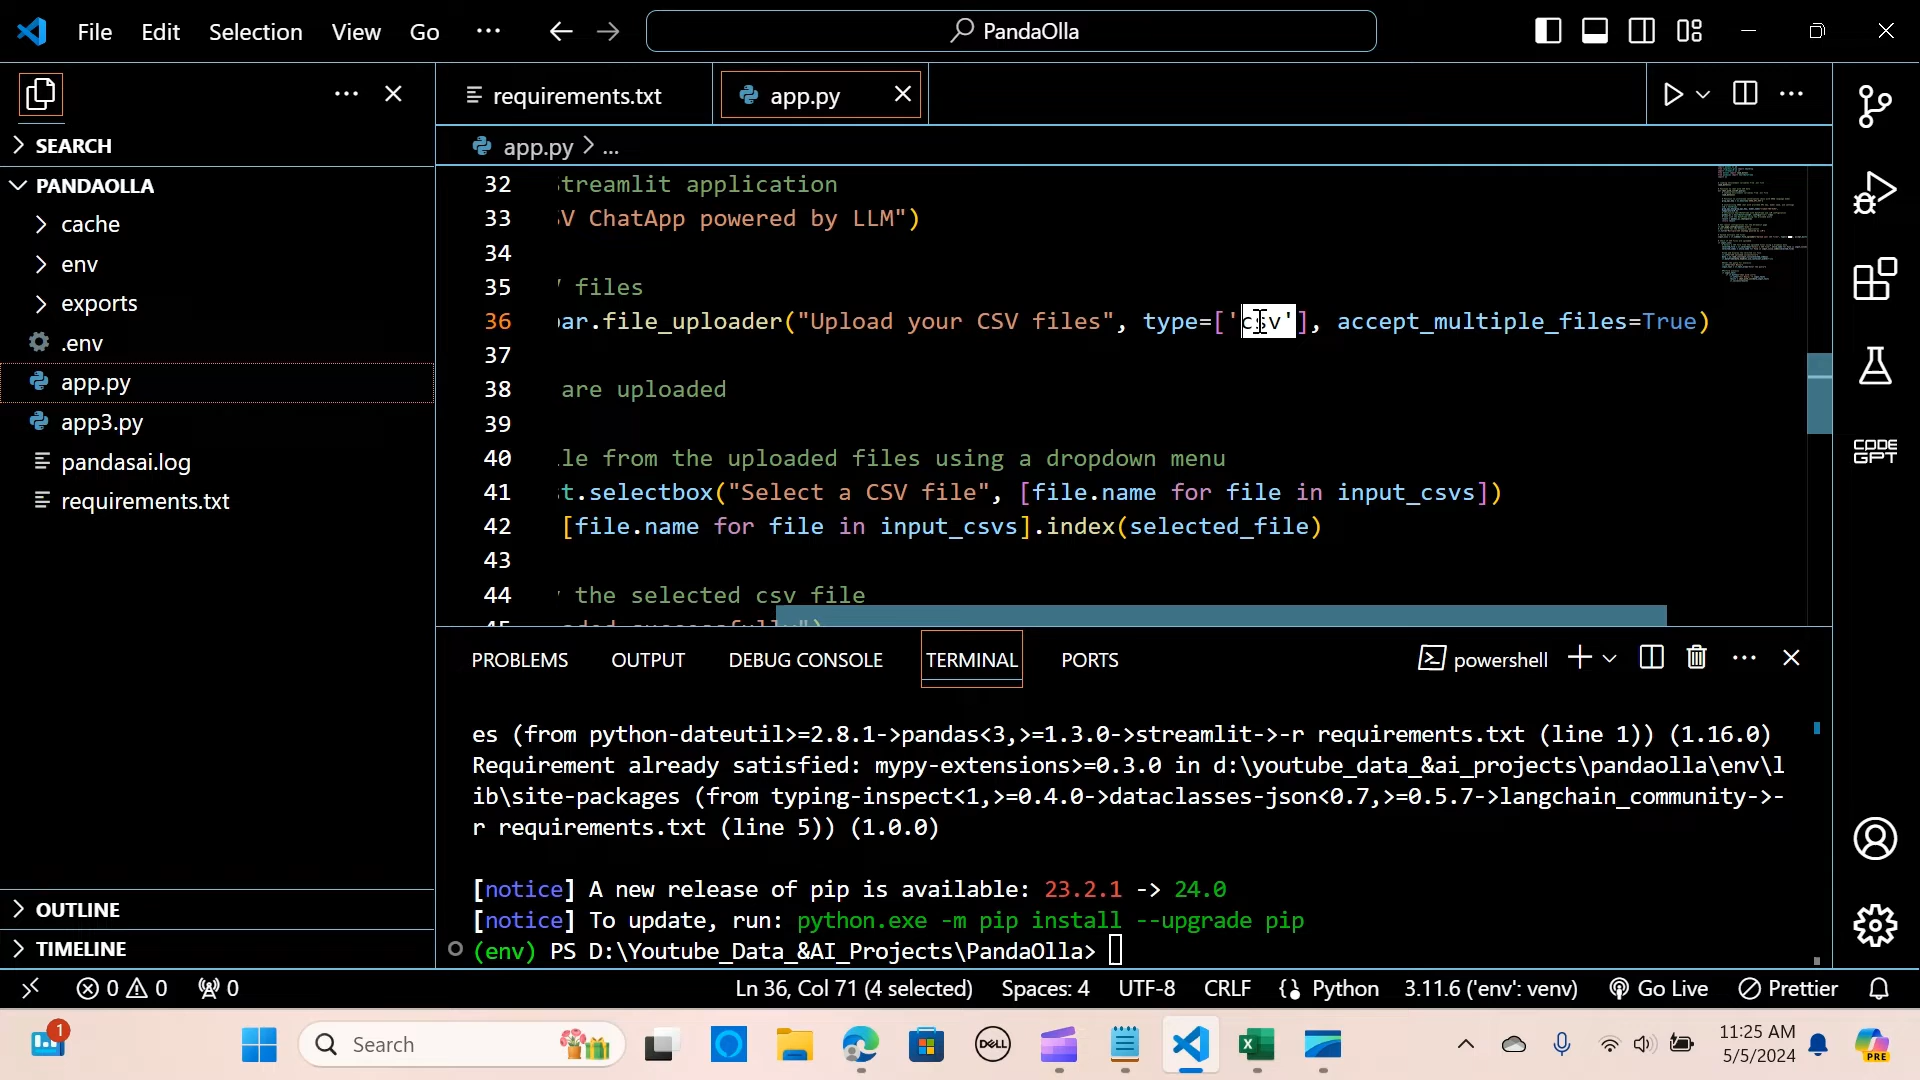 File Edit Selection View Go ··· PandaOlla
SEARCH
PANDAOLLA
cache
env
exports
.env
app.py
app3.py
pandasai.log
requirements.txt
OUTLINE
TIMELINE
requirements.txt app.py
app.py > ...
32 Streamlit application
33 SV ChatApp powered by LLM")
34
35 files
36 ar.file_uploader("Upload your CSV files", type=['csv'], accept_multiple_files=True)
37
38 are uploaded
39
40 le from the uploaded files using a dropdown menu
41 t.selectbox("Select a CSV file", [file.name for file in input_csvs])
42 [file.name for file in input_csvs].index(selected_file)
43
44 the selected csv file
45 aded successfully")
PROBLEMS OUTPUT DEBUG CONSOLE TERMINAL PORTS powershell
es (from python-dateutil>=2.8.1->pandas<3,>=1.3.0->streamlit->-r requirements.txt (line 1)) (1.16.0)
Requirement already satisfied: mypy-extensions>=0.3.0 in d:\youtube_data_&ai_projects\pandaolla\env\l
ib\site-packages (from typing-inspect<1,>=0.4.0->dataclasses-json<0.7,>=0.5.7->langchain_community->-
r requirements.txt (line 5)) (1.0.0)
[notice] A new release of pip is available: 23.2.1 -> 24.0
[notice] To update, run: python.exe -m pip install --upgrade pip
(env) PS D:\Youtube_Data_&AI_Projects\PandaOlla>
CODE
GPT
0 0 0 Ln 36, Col 71 (4 selected) Spaces: 4 UTF-8 CRLF Python 3.11.6 ('env': venv) Go Live Prettier
1 Search DELL 11:25 AM
5/5/2024
PRE